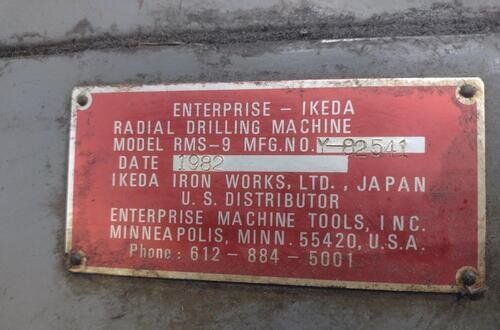 ENTERPRISE - IKEDA
RADIAL DRILLING MACHINE
MODEL RMS-9 MFG.NO. Y-82541
DATE 1982
IKEDA IRON WORKS, LTD., JAPAN
U.S. DISTRIBUTOR
ENTERPRISE MACHINE TOOLS, INC.
MINNEAPOLIS, MINN. 55420, U.S.A.
Phone: 612-884-5001